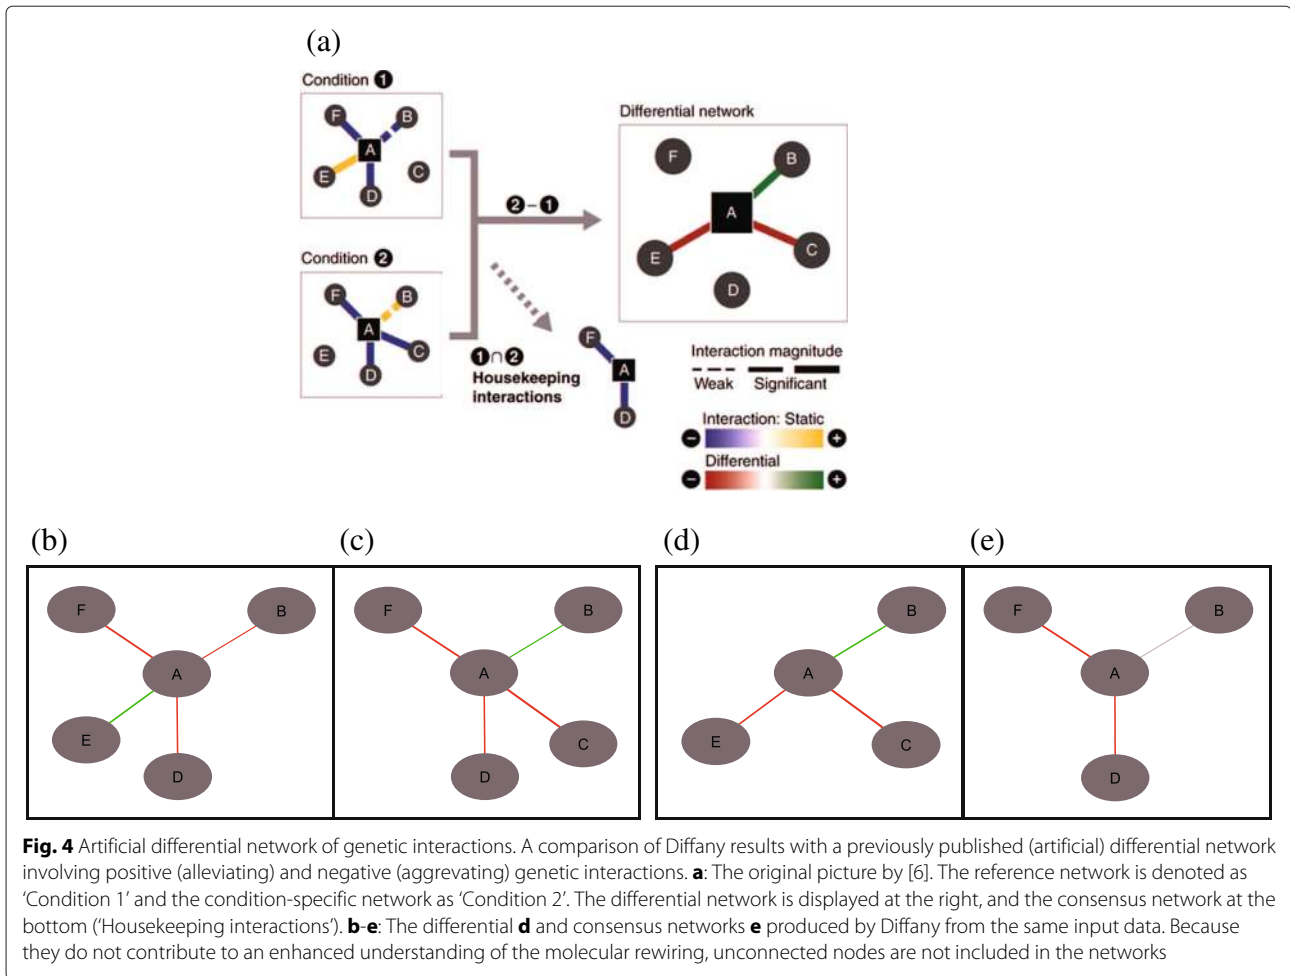 (a)
Condition 1
F
B
A
E
C
D
Condition 2
F
B
A
E
C
D
2 – 1
1∩2
Housekeeping
interactions
F
A
D
Differential network
F
B
A
E
C
D
Interaction magnitude
Weak Significant
Interaction: Static
− +
Differential
− +
(b)
F
B
A
E
D
(c)
F
B
A
C
D
(d)
B
A
E
C
(e)
F
B
A
D
Fig. 4 Artificial differential network of genetic interactions. A comparison of Diffany results with a previously published (artificial) differential network
involving positive (alleviating) and negative (aggrevating) genetic interactions. a: The original picture by [6]. The reference network is denoted as
‘Condition 1’ and the condition-specific network as ‘Condition 2’. The differential network is displayed at the right, and the consensus network at the
bottom (‘Housekeeping interactions’). b-e: The differential d and consensus networks e produced by Diffany from the same input data. Because
they do not contribute to an enhanced understanding of the molecular rewiring, unconnected nodes are not included in the networks